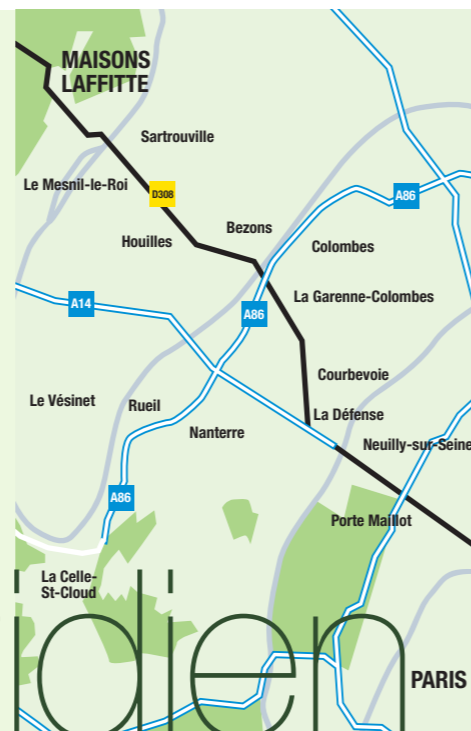 MAISONS
LAFFITTE
Sartrouville
Le Mesnil-le-Roi
D308
A86
Houilles
Bezons
Colombes
A14
A86
La Garenne-Colombes
Courbevoie
Le Vésinet
Rueil
La Défense
Nanterre
Neuilly-sur-Seine
A86
Porte Maillot
La Celle-
St-Cloud
idien
PARIS